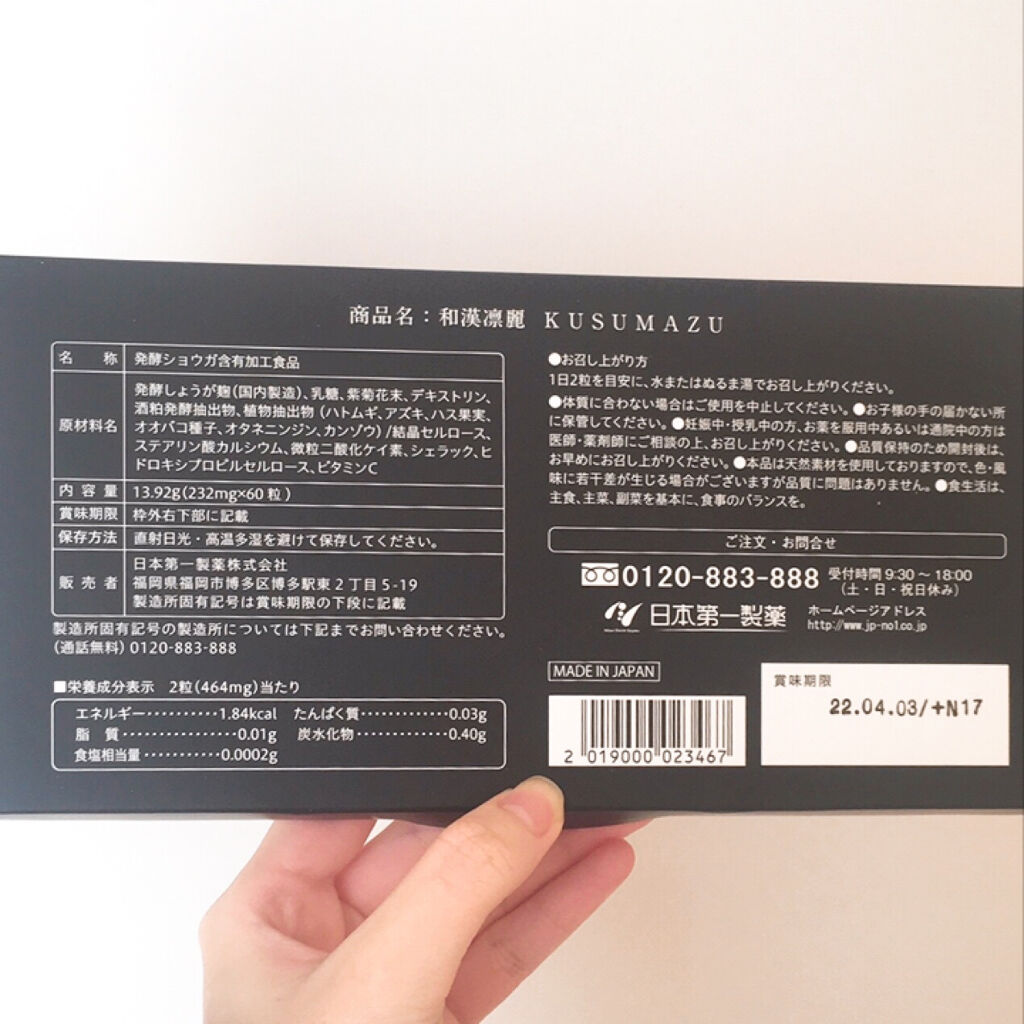 商品名：和漢凛麗 KUSUMAZU
名 称 発酵ショウガ含有加工食品
原材料名 発酵しょうが麹(国内製造)、乳糖、紫菊花末、デキストリン、
酒粕発酵抽出物、植物抽出物（ハトムギ、アズキ、ハス果実、
オオバコ種子、オタネニンジン、カンゾウ）/結晶セルロース、
ステアリン酸カルシウム、微粒二酸化ケイ素、シェラック、ヒ
ドロキシプロピルセルロース、ビタミンC
内容量 13.92g(232mg×60粒)
賞味期限 枠外右下部に記載
保存方法 直射日光・高温多湿を避けて保存してください。
販売者 日本第一製薬株式会社
福岡県福岡市博多区博多駅東2丁目5-19
製造所固有記号は賞味期限の下段に記載
製造所固有記号の製造所については下記までお問い合わせください。
(通話無料) 0120-883-888
■栄養成分表示 2粒(464mg)当たり
エネルギー··········1.84kcal たんぱく質············0.03g
脂 質················0.01g 炭水化物·············0.40g
食塩相当量···········0.0002g
●お召し上がり方
1日2粒を目安に、水またはぬるま湯でお召し上がりください。
●体質に合わない場合はご使用を中止してください。●お子様の手の届かない所
に保管してください。●妊娠中・授乳中の方、お薬を服用中あるいは通院中の方は
医師・薬剤師にご相談の上、お召し上がりください。●品質保持のため開封後は、
お早めにお召し上がりください。●本品は天然素材を使用しておりますので、色・風
味に若干差が生じる場合がございますが品質に問題はありません。●食生活は、
主食、主菜、副菜を基本に、食事のバランスを。
ご注文・お問合せ
0120-883-888 受付時間 9:30～18:00
（土・日・祝日休み）
日本第一製薬 ホームページアドレス
http://www.jp-no1.co.jp
MADE IN JAPAN
2 019000 023467
賞味期限
22.04.03/+N17